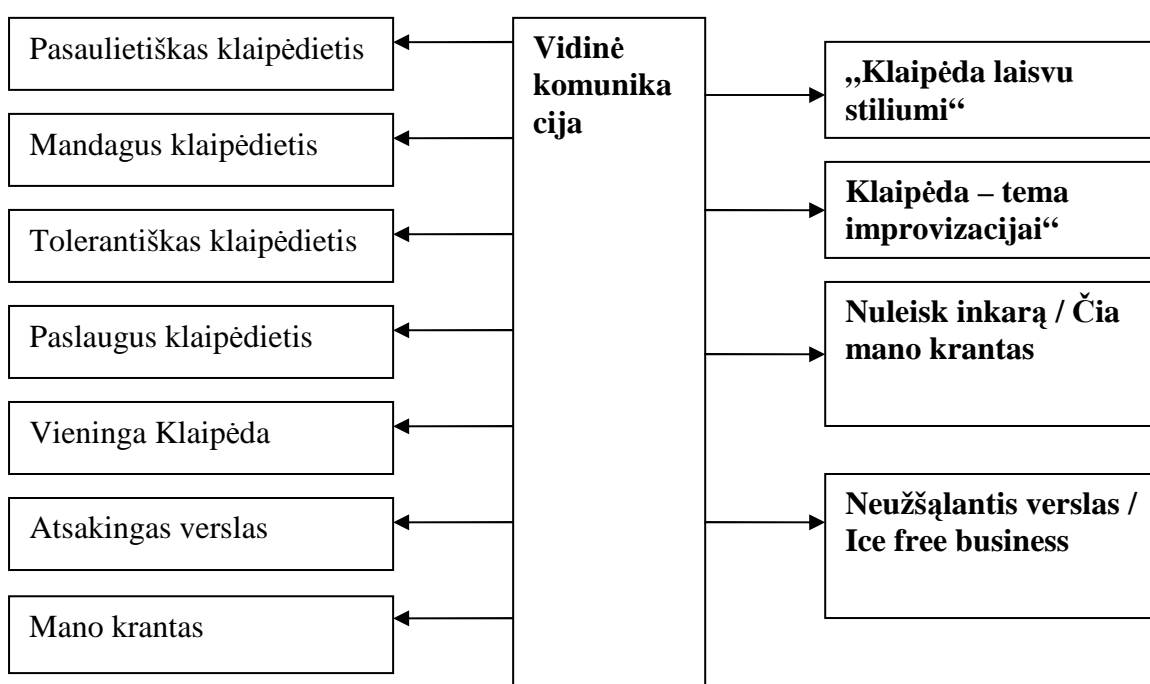 Pasaulietiškas klaipėdietis
Mandagus klaipėdietis
Tolerantiškas klaipėdietis
Paslaugus klaipėdietis
Vieninga Klaipėda
Atsakingas verslas
Mano krantas
Vidinė
komunika
cija
„Klaipėda laisvu
stiliumi“
Klaipėda – tema
improvizacijai“
Nuleisk inkarą / Čia
mano krantas
Neužšąlantis verslas /
Ice free business